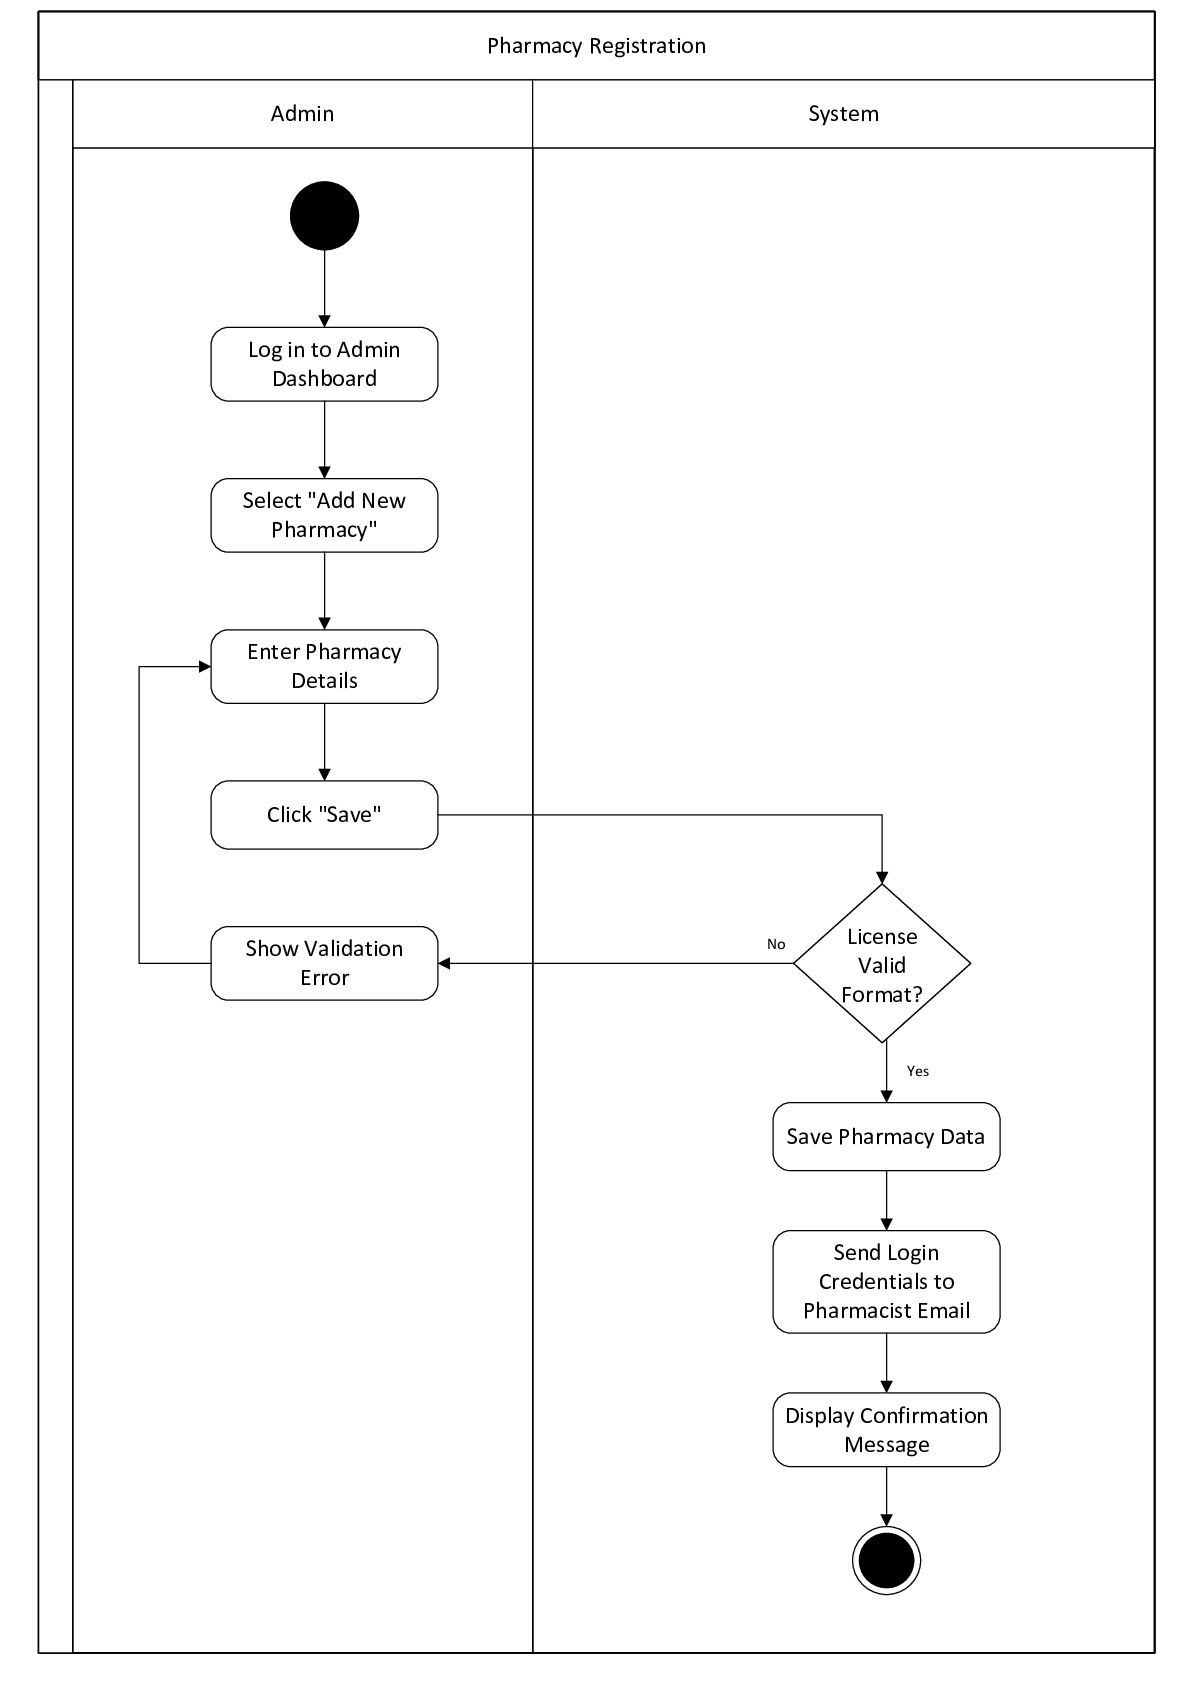 Pharmacy Registration
Admin
System
Log in to Admin
Dashboard
Select "Add New
Pharmacy"
Enter Pharmacy
Details
Click "Save"
Show Validation
Error
No
License
Valid
Format?
Yes
Save Pharmacy Data
Send Login
Credentials to
Pharmacist Email
Display Confirmation
Message